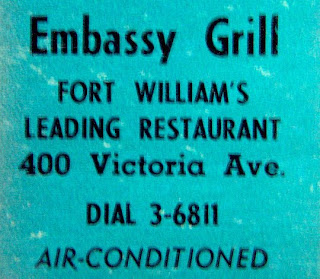 Embassy Grill
FORT WILLIAM'S
LEADING RESTAURANT
400 Victoria Ave.
DIAL 3-6811
AIR-CONDITIONED